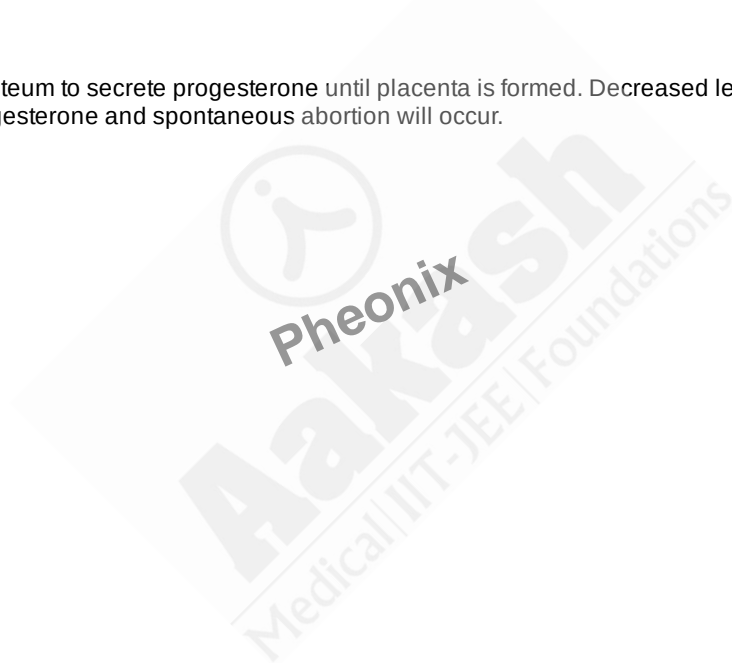 teum to secrete progesterone until placenta is formed. Decreased le
gesterone and spontaneous abortion will occur.
Pheonix
Aakash
Medical|IIT-JEE|Foundations